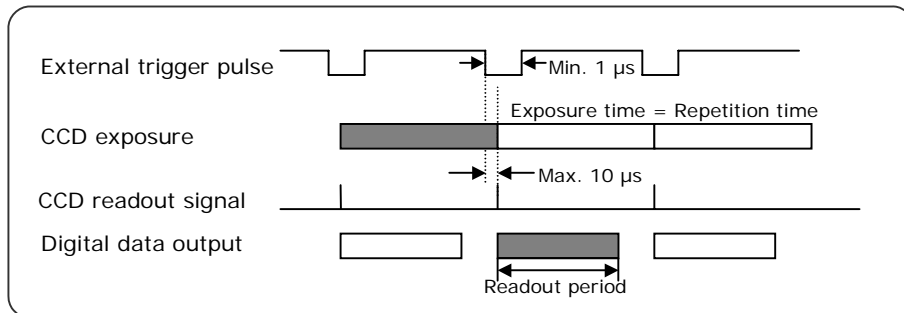 External trigger pulse
Min. 1 µs
Exposure time = Repetition time
CCD exposure
Max. 10 µs
CCD readout signal
Digital data output
Readout period